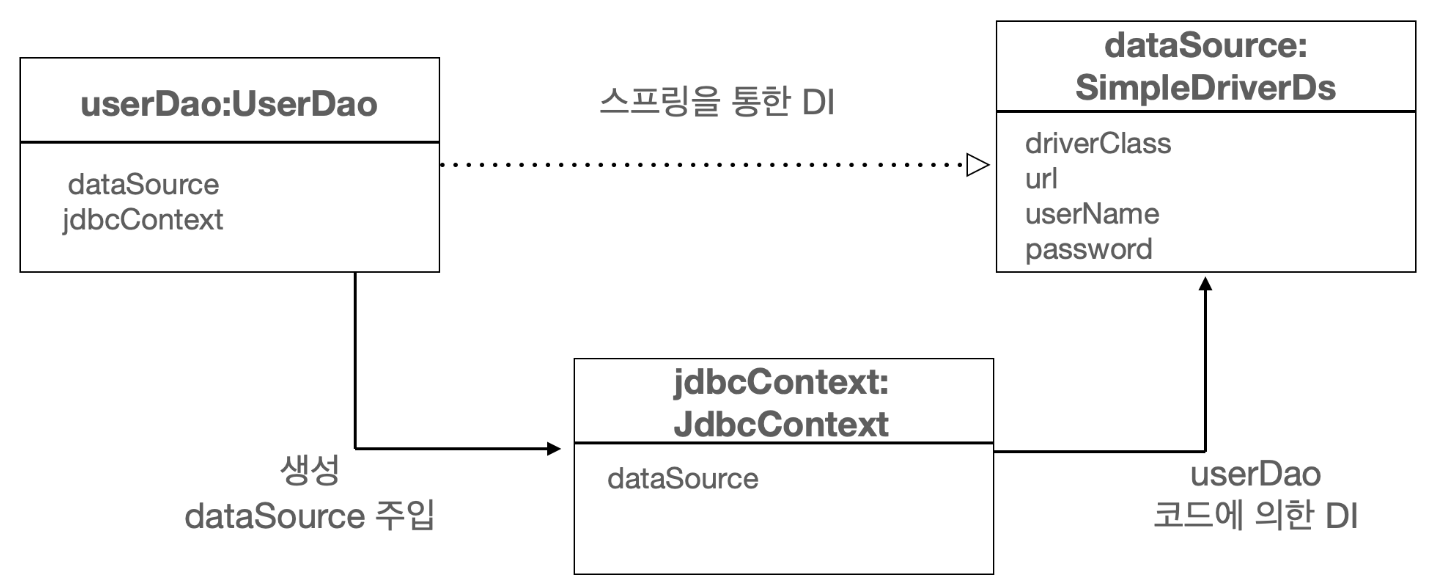 userDao:UserDao
dataSource
jdbcContext
스프링을 통한 DI
dataSource:
SimpleDriverDs
driverClass
url
userName
password
생성
dataSource 주입
jdbcContext:
JdbcContext
dataSource
userDao
코드에 의한 DI